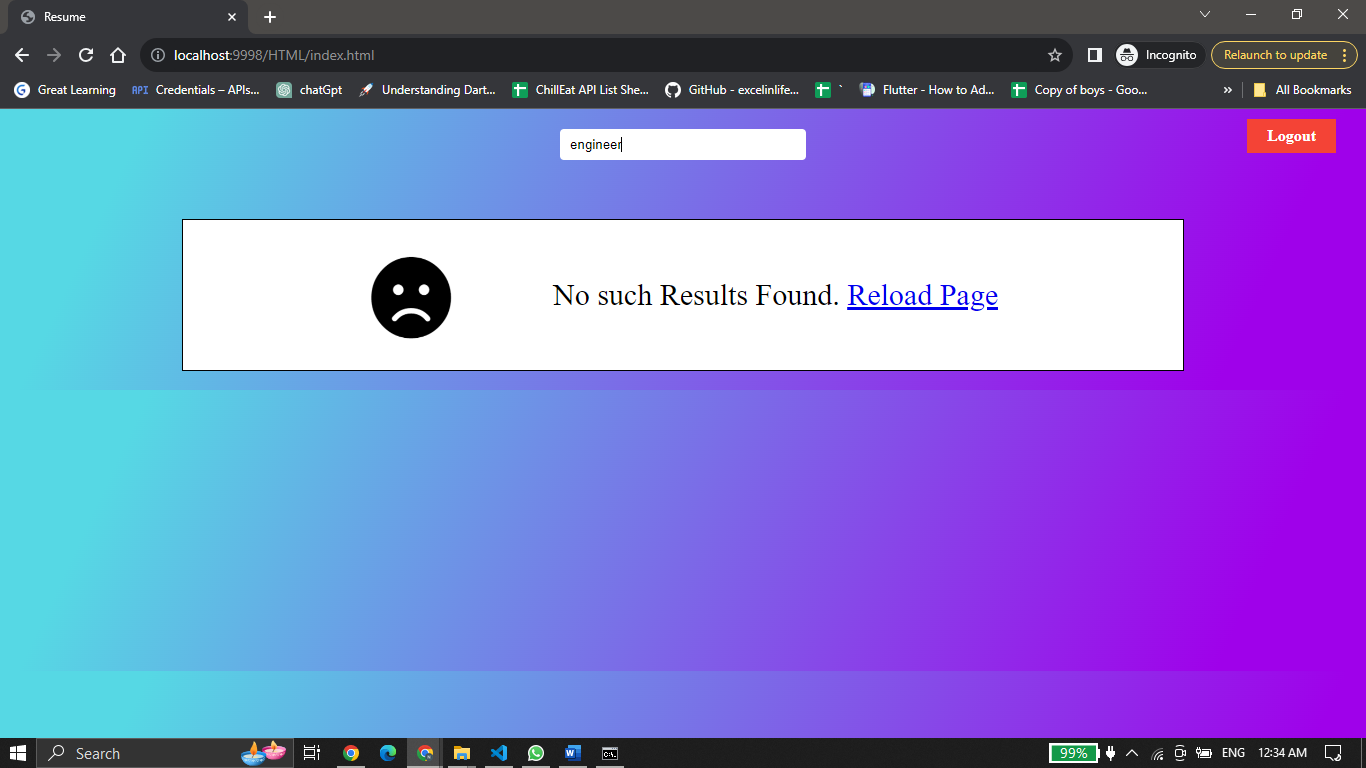 Resume
localhost:9998/HTML/index.html
Incognito
Relaunch to update
G Great Learning
API Credentials – APIs...
chatGpt
Understanding Dart...
ChillEat API List She...
GitHub - excelinlife...
`
Flutter - How to Ad...
Copy of boys - Goo...
»
All Bookmarks
engineer
Logout
No such Results Found. Reload Page
Search
99%
ENG
12:34 AM